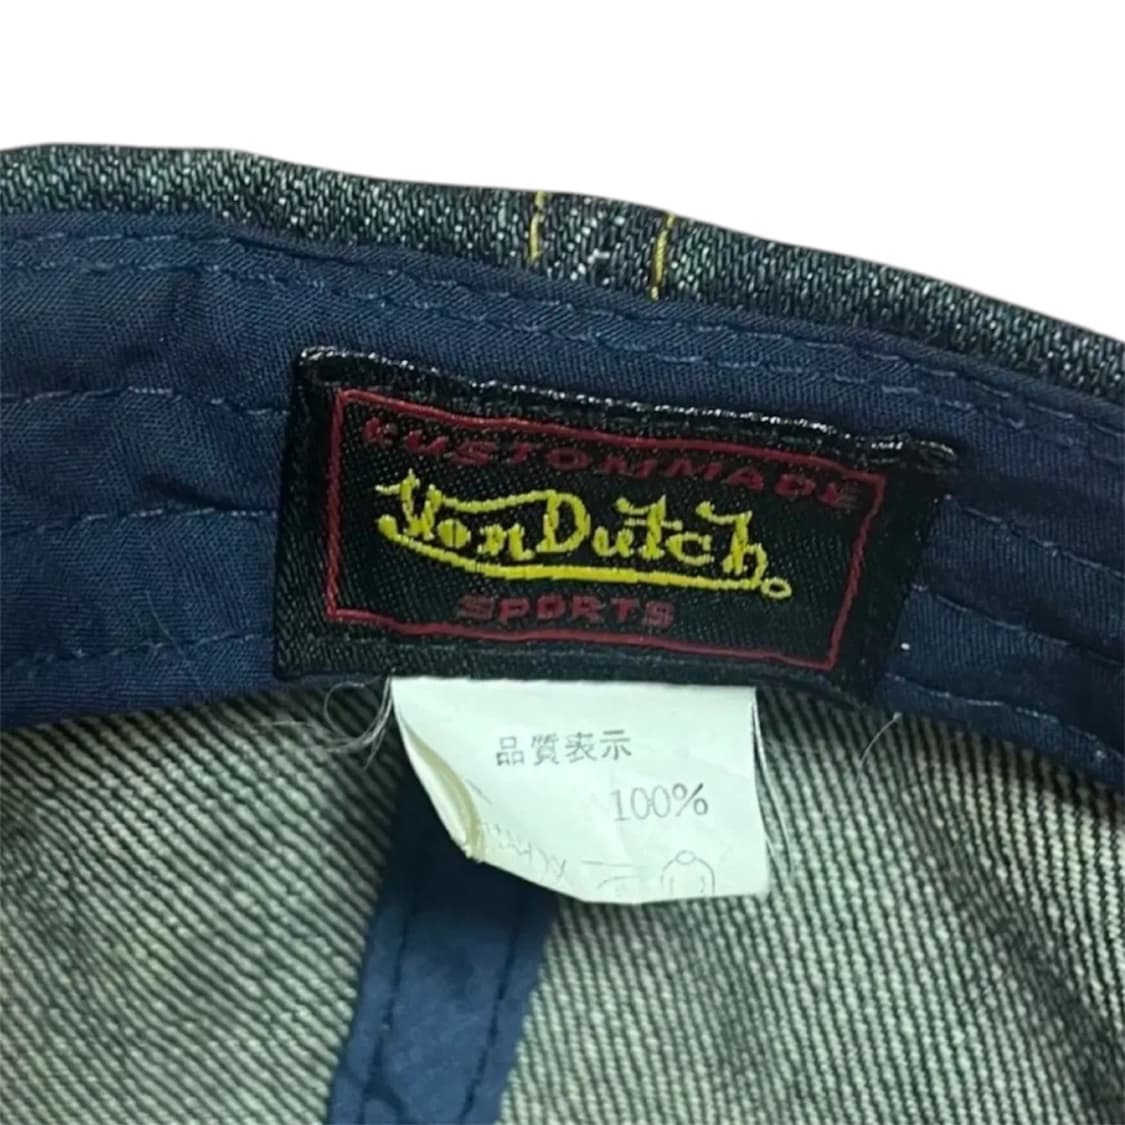 KUSTOMMADE
Von Dutch
SPORTS
品質表示
100%